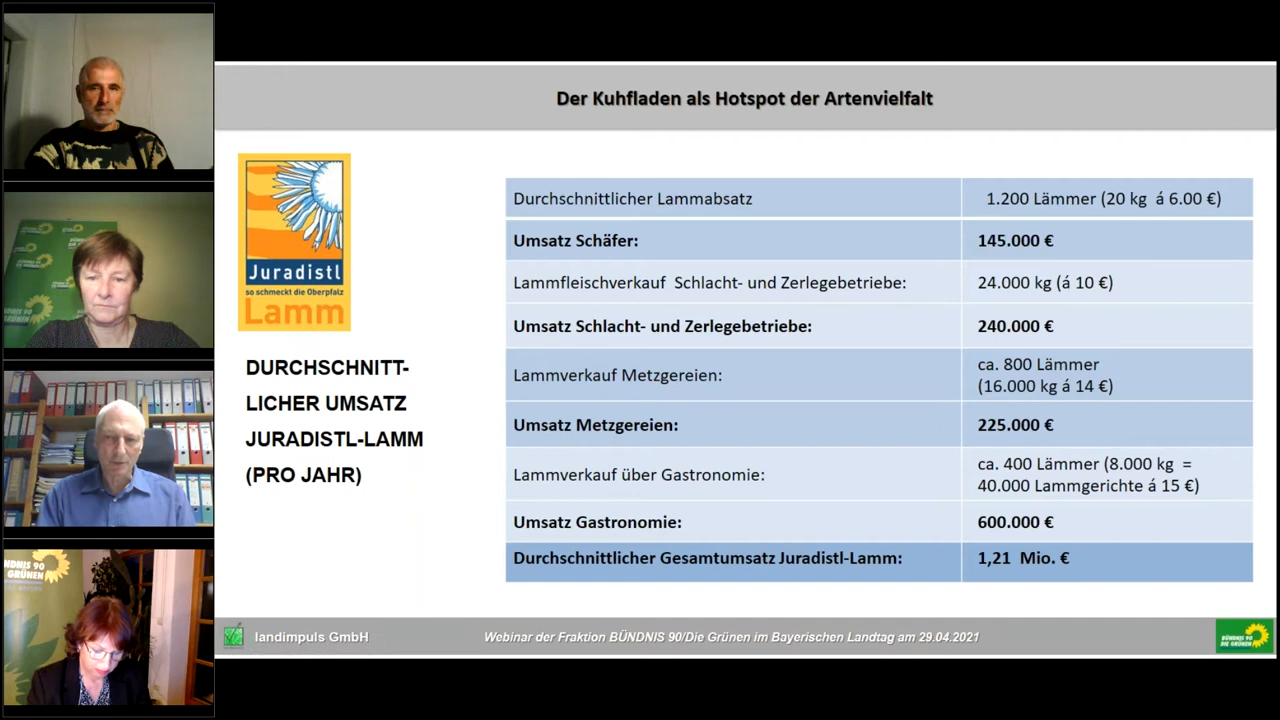 Der Kuhfladen als Hotspot der Artenvielfalt
Juradistl
so schmeckt die Oberpfalz
Lamm
DURCHSCHNITT-
LICHER UMSATZ
JURADISTL-LAMM
(PRO JAHR)
Durchschnittlicher Lammabsatz
1.200 Lämmer (20 kg á 6.00 €)
Umsatz Schäfer:
145.000 €
Lammfleischverkauf Schlacht- und Zerlegebetriebe:
24.000 kg (á 10 €)
Umsatz Schlacht- und Zerlegebetriebe:
240.000 €
Lammverkauf Metzgereien:
ca. 800 Lämmer
(16.000 kg á 14 €)
Umsatz Metzgereien:
225.000 €
Lammverkauf über Gastronomie:
ca. 400 Lämmer (8.000 kg =
40.000 Lammgerichte á 15 €)
Umsatz Gastronomie:
600.000 €
Durchschnittlicher Gesamtumsatz Juradistl-Lamm:
1,21 Mio. €
landimpuls GmbH
Webinar der Fraktion BÜNDNIS 90/Die Grünen im Bayerischen Landtag am 29.04.2021
BÜNDNIS 90
DIE GRÜNEN
NDNIS 90
GRÜNEN